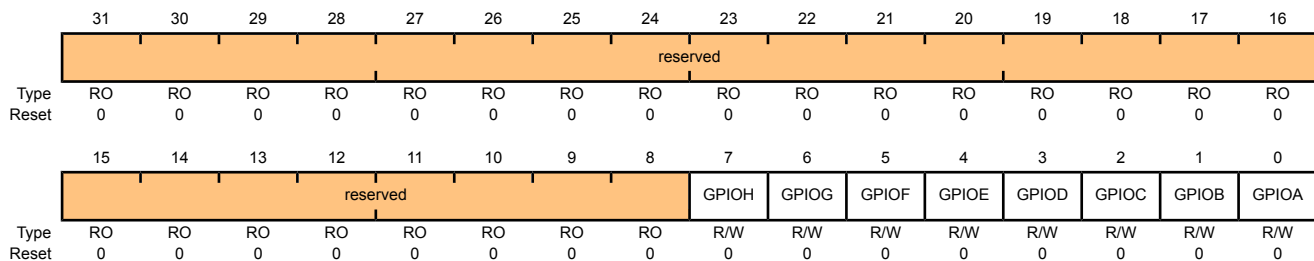 31 30 29 28 27 26 25 24 23 22 21 20 19 18 17 16
reserved
Type RO RO RO RO RO RO RO RO RO RO RO RO RO RO RO RO
Reset 0 0 0 0 0 0 0 0 0 0 0 0 0 0 0 0
15 14 13 12 11 10 9 8 7 6 5 4 3 2 1 0
reserved GPIOH GPIOG GPIOF GPIOE GPIOD GPIOC GPIOB GPIOA
Type RO RO RO RO RO RO RO RO R/W R/W R/W R/W R/W R/W R/W R/W
Reset 0 0 0 0 0 0 0 0 0 0 0 0 0 0 0 0